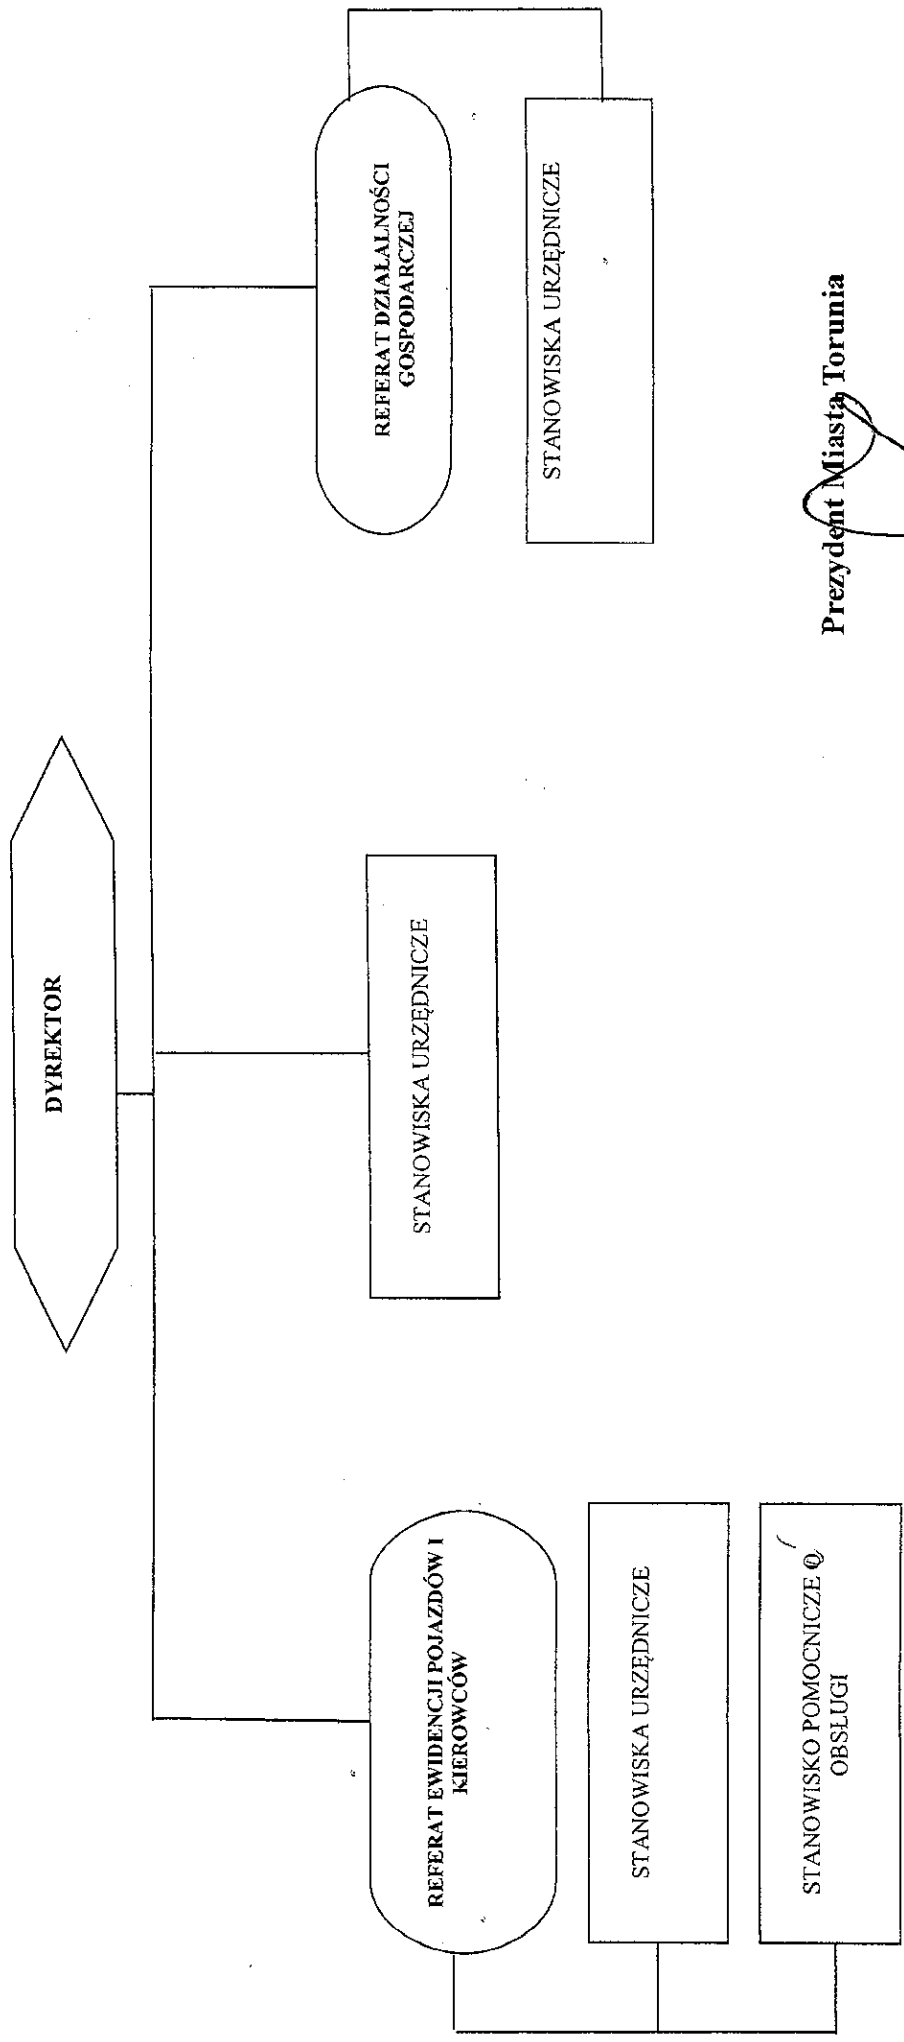 DYREKTOR
REFERAT EWIDENCJI POJAZDÓW I
KIEROWCÓW
STANOWISKA URZĘDNICZE
STANOWISKO POMOCNICZE
OBSŁUGI
STANOWISKA URZĘDNICZE
REFERAT DZIAŁALNOŚCI
GOSPODARCZEJ
STANOWISKA URZĘDNICZE
Prezydent Miasta Torunia